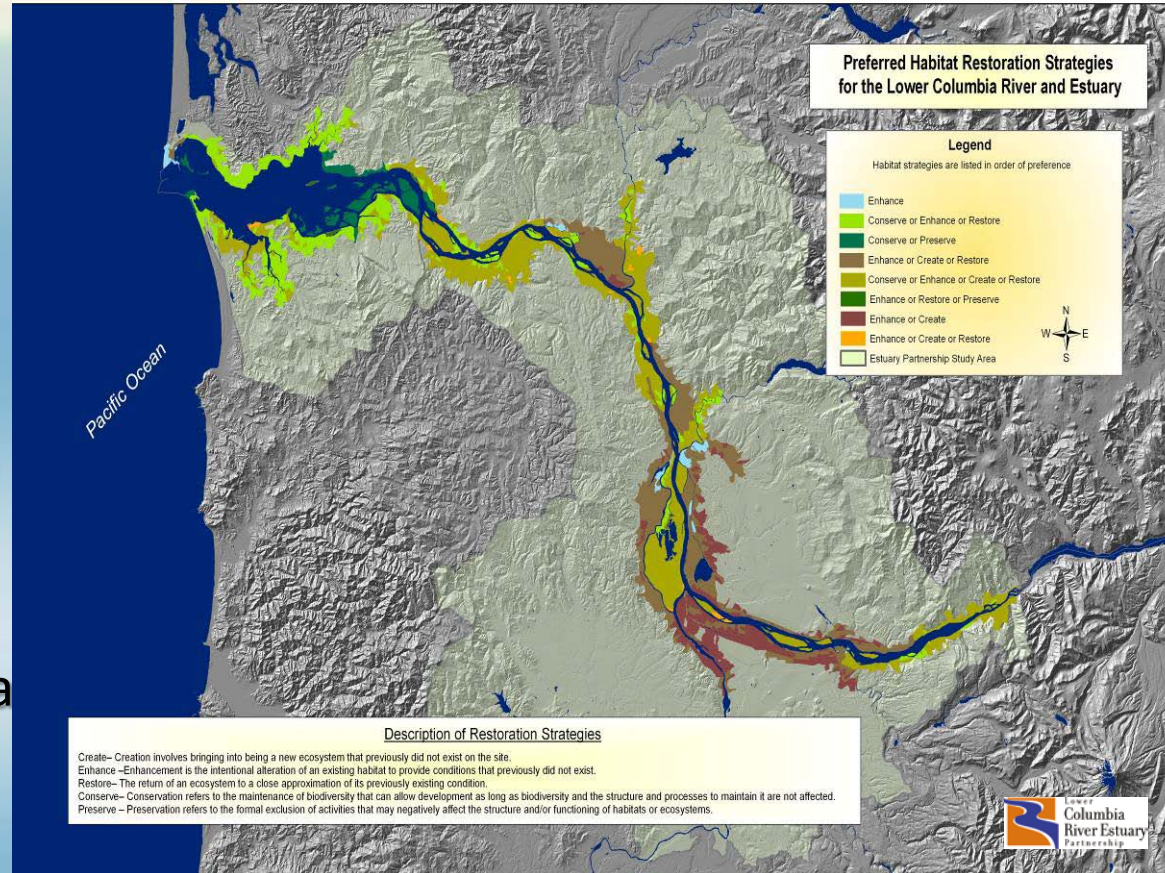 Preferred Habitat Restoration Strategies
for the Lower Columbia River and Estuary
Legend
Habitat strategies are listed in order of preference
Enhance
Conserve or Enhance or Restore
Conserve or Preserve
Enhance or Create or Restore
Conserve or Enhance or Create or Restore
Enhance or Restore or Preserve
Enhance or Create
Enhance or Create or Restore
Estuary Partnership Study Area
N
W E
S
Pacific Ocean
a
Description of Restoration Strategies
Create– Creation involves bringing into being a new ecosystem that previously did not exist on the site.
Enhance –Enhancement is the intentional alteration of an existing habitat to provide conditions that previously did not exist.
Restore– The return of an ecosystem to a close approximation of its previously existing condition.
Conserve– Conservation refers to the maintenance of biodiversity that can allow development as long as biodiversity and the structure and processes to maintain it are not affected.
Preserve – Preservation refers to the formal exclusion of activities that may negatively affect the structure and/or functioning of habitats or ecosystems.
Lower
Columbia
River Estuary
Partnership